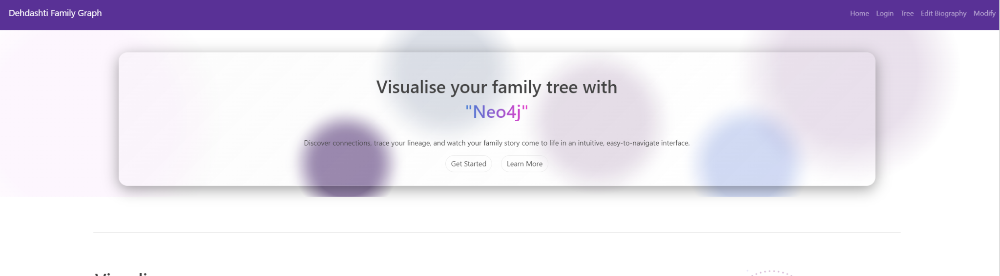 Dehdashti Family Graph
Home Login Tree Edit Biography Modify
Visualise your family tree with
"Neo4j"
Discover connections, trace your lineage, and watch your family story come to life in an intuitive, easy-to-navigate interface.
Get Started Learn More